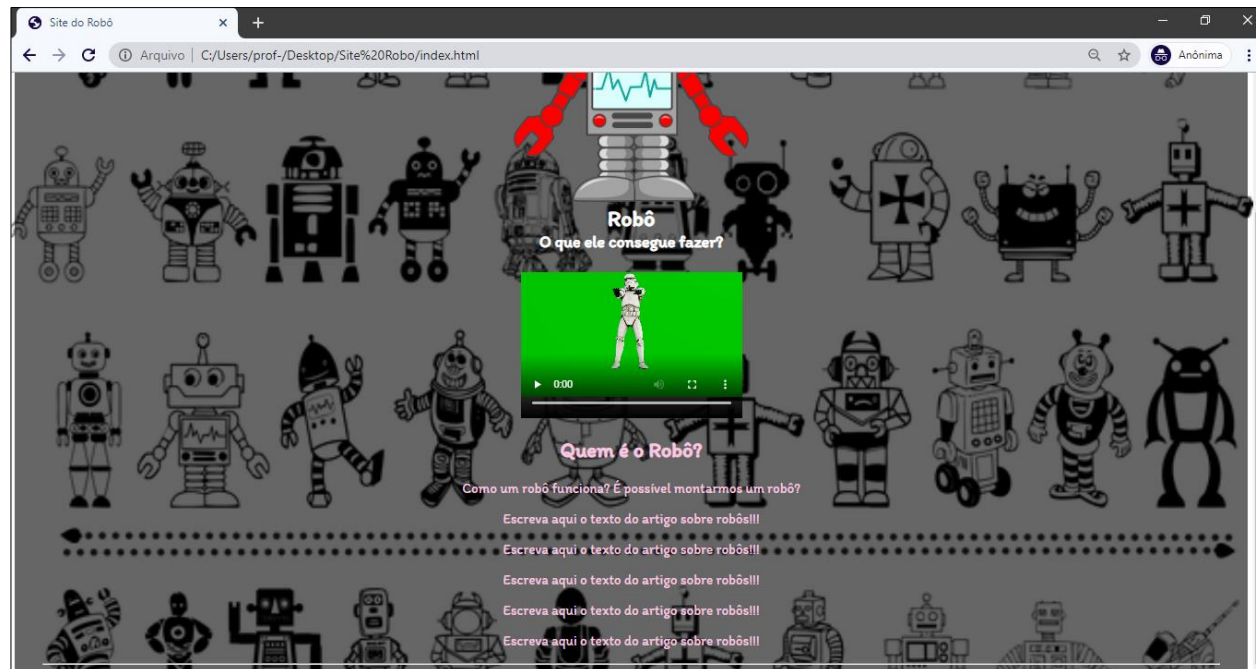 Site do Robô
Arquivo | C:/Users/prof-/Desktop/Site%20Robo/index.html
Anônima
Robô
O que ele consegue fazer?
0:00
Quem é o Robô?
Como um robô funciona? É possível montarmos um robô?
Escreva aqui o texto do artigo sobre robôs!!!
Escreva aqui o texto do artigo sobre robôs!!!
Escreva aqui o texto do artigo sobre robôs!!!
Escreva aqui o texto do artigo sobre robôs!!!
Escreva aqui o texto do artigo sobre robôs!!!